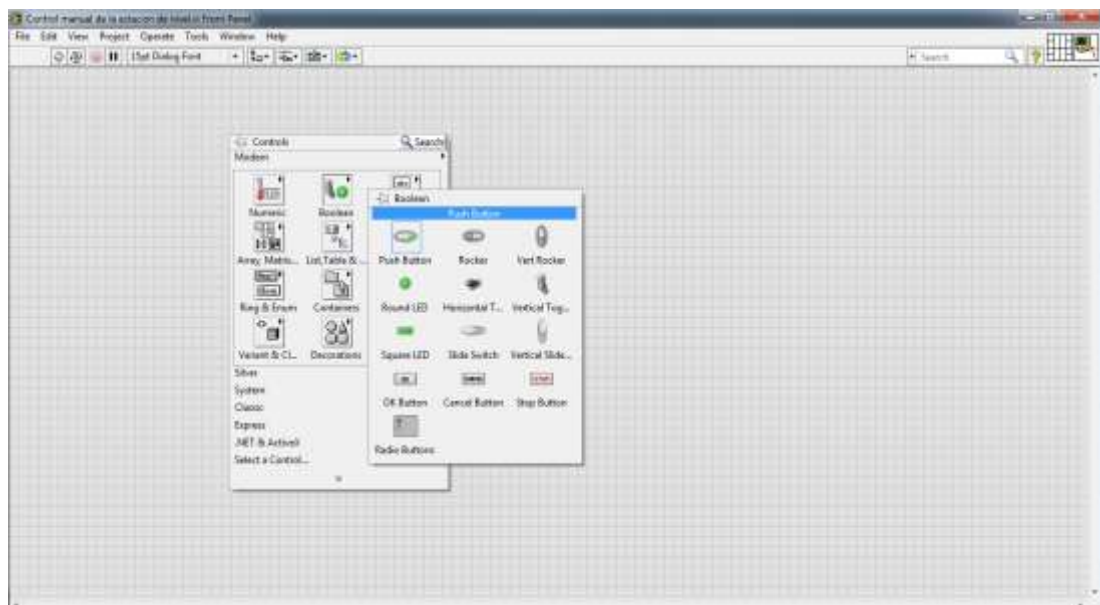 Control manual de la estacion de nivel.vi Front Panel
File Edit View Project Operate Tools Window Help
15pt Dialog Font
Search
Controls Search
Modern
Numeric Boolean
Array, Matrix... List, Table & ...
Ring & Enum Containers
Variant & Cl... Decorations
Silver
System
Classic
Express
.NET & ActiveX
Select a Control...
Boolean
Push Button
Push Button Rocker Vert Rocker
Round LED Horizontal T... Vertical Tog...
Square LED Slide Switch Vertical Slide...
OK
OK Button Cancel Button Stop Button
Radio Buttons